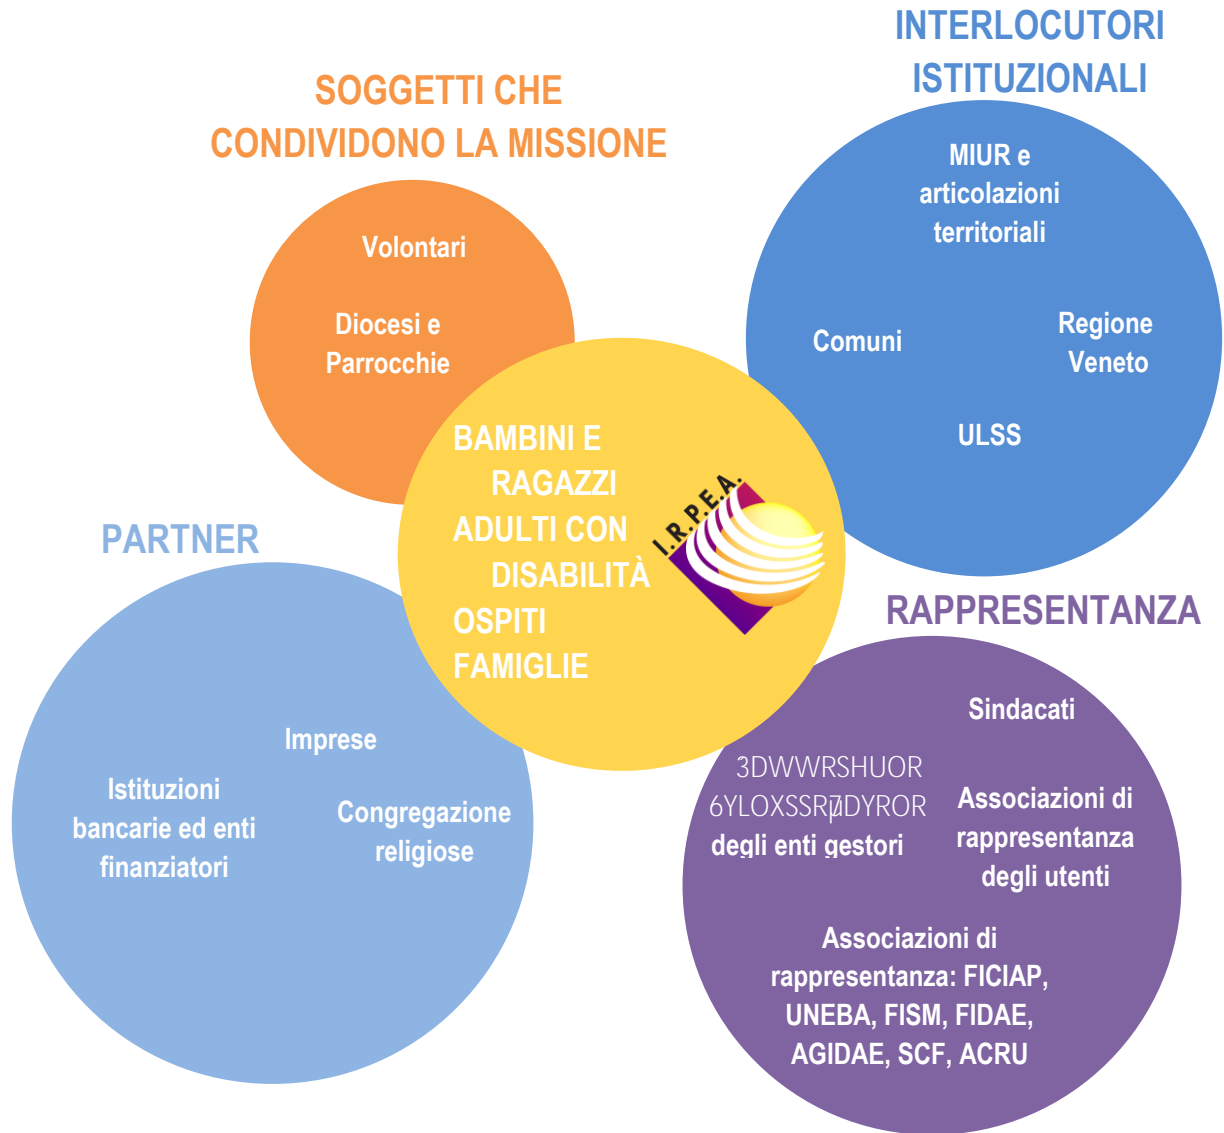 INTERLOCUTORI
ISTITUZIONALI
MIUR e
articolazioni
territoriali
Comuni
Regione
Veneto
ULSS
SOGGETTI CHE
CONDIVIDONO LA MISSIONE
Volontari
Diocesi e
Parrocchie
BAMBINI E
RAGAZZI
ADULTI CON
DISABILITÀ
OSPITI
FAMIGLIE
I.R.P.E.A.
PARTNER
Imprese
Istituzioni
bancarie ed enti
finanziatori
Congregazione
religiose
RAPPRESENTANZA
Sindacati
3DWWRSHUOR
degli enti gestori
Associazioni di
rappresentanza
degli utenti
Associazioni di
rappresentanza: FICIAP,
UNEBA, FISM, FIDAE,
AGIDAE, SCF, ACRU